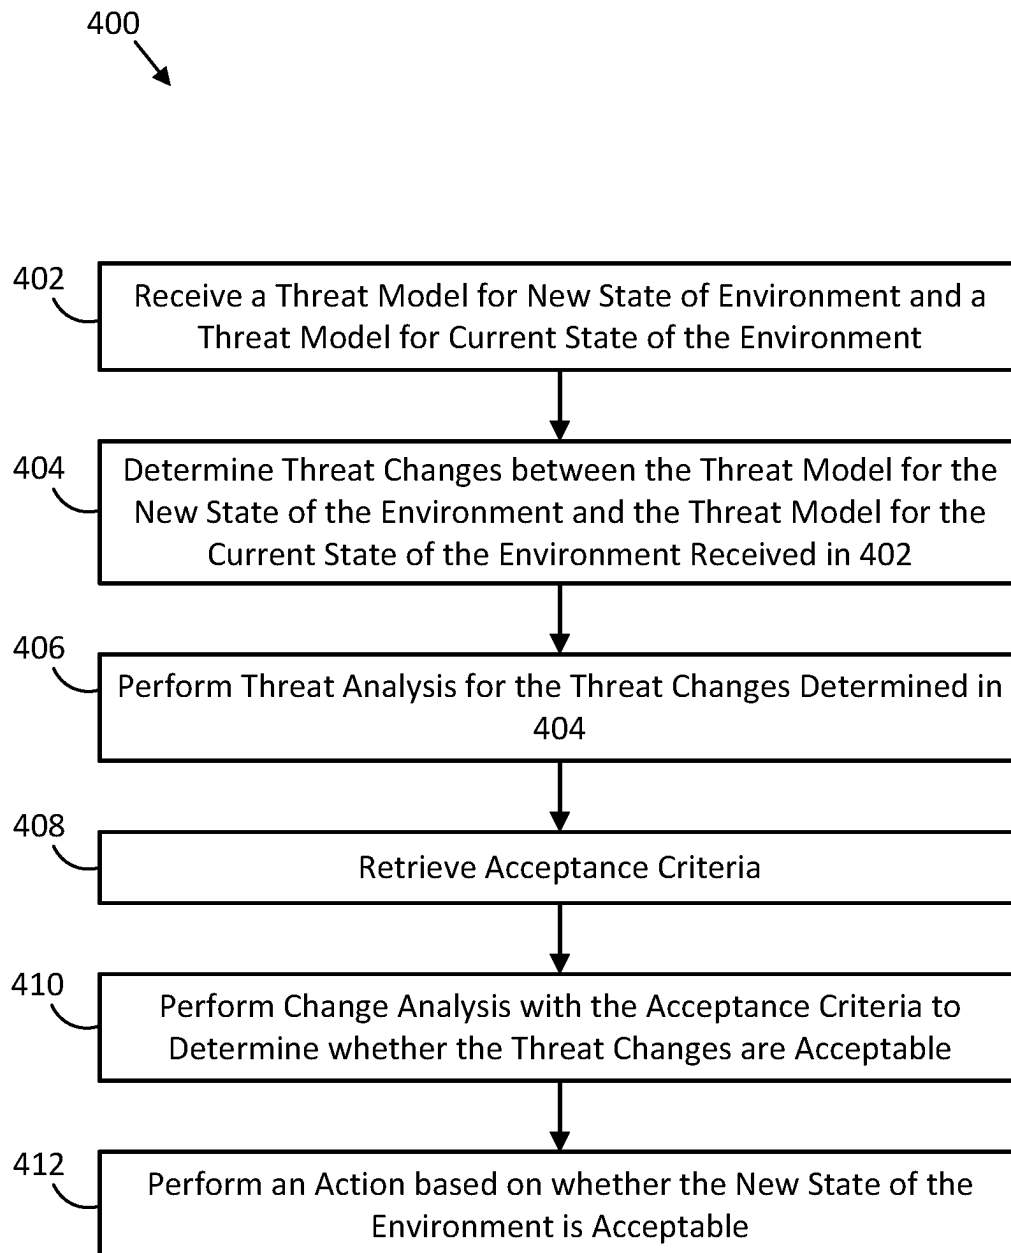 400
402
Receive a Threat Model for New State of Environment and a
Threat Model for Current State of the Environment
404
Determine Threat Changes between the Threat Model for the
New State of the Environment and the Threat Model for the
Current State of the Environment Received in 402
406
Perform Threat Analysis for the Threat Changes Determined in
404
408
Retrieve Acceptance Criteria
410
Perform Change Analysis with the Acceptance Criteria to
Determine whether the Threat Changes are Acceptable
412
Perform an Action based on whether the New State of the
Environment is Acceptable